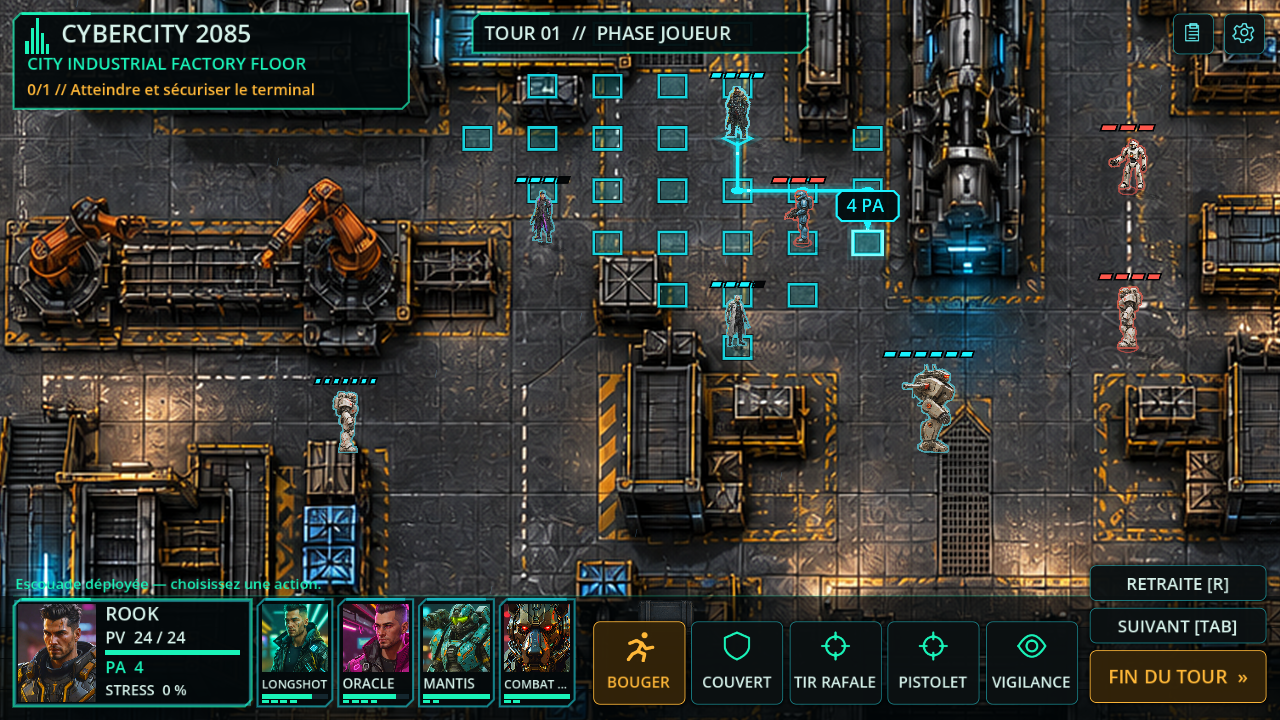 CYBERCITY 2085
CITY INDUSTRIAL FACTORY FLOOR
0/1 // Atteindre et sécuriser le terminal
TOUR 01 // PHASE JOUEUR
4 PA
Escouade déployée — choisissez une action.
ROOK
PV 24 / 24
PA 4
STRESS 0 %
LONGSHOT
ORACLE
MANTIS
COMBAT ...
BOUGER
COUVERT
TIR RAFALE
PISTOLET
VIGILANCE
RETRAITE [R]
SUIVANT [TAB]
FIN DU TOUR »